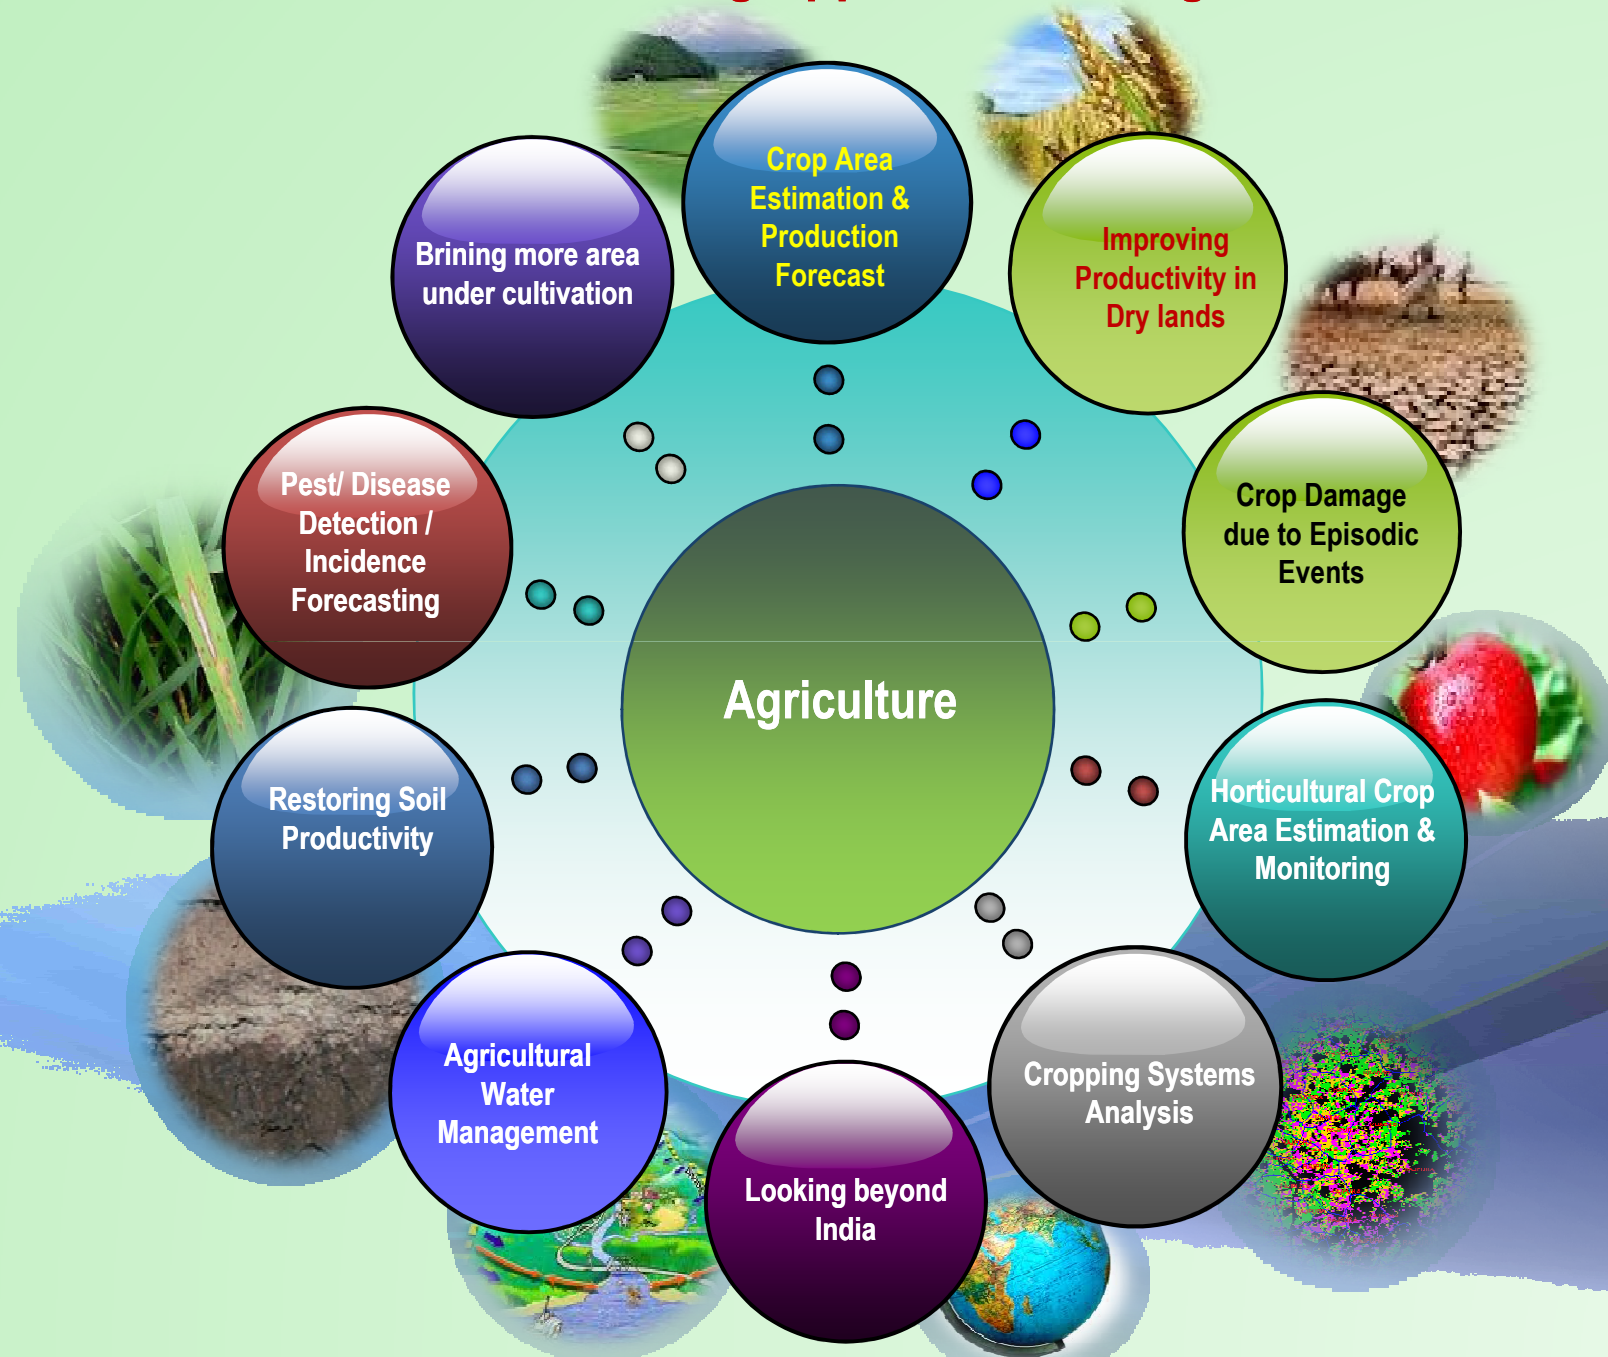 Crop Area
Estimation &
Production
Forecast
Improving
Productivity in
Dry lands
Crop Damage
due to Episodic
Events
Horticultural Crop
Area Estimation &
Monitoring
Cropping Systems
Analysis
Looking beyond
India
Agricultural
Water
Management
Restoring Soil
Productivity
Pest/ Disease
Detection /
Incidence
Forecasting
Brining more area
under cultivation
Agriculture